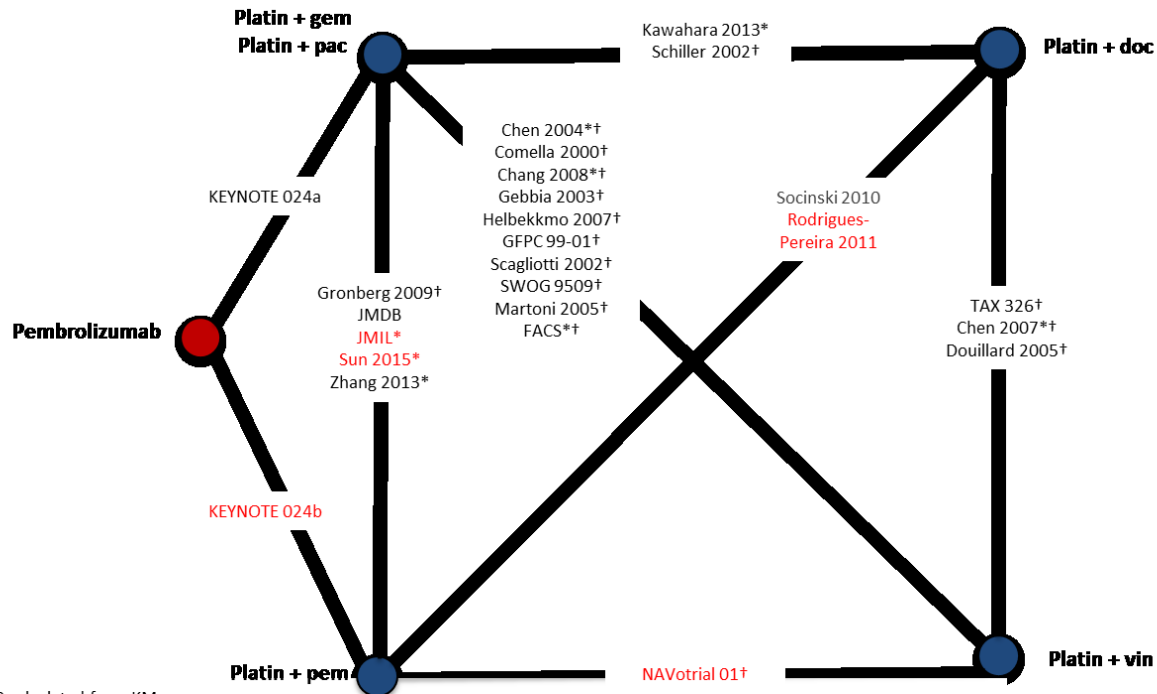 Platin + gem
Platin + pac
Kawahara 2013*
Schiller 2002†
Platin + doc
Chen 2004*†
Comella 2000†
Chang 2008*†
Gebbia 2003†
Helbekkmo 2007†
GFPC 99-01†
Scagliotti 2002†
SWOG 9509†
Martoni 2005†
FACS*†
KEYNOTE 024a
Socinski 2010
Rodrigues-
Pereira 2011
Gronberg 2009†
JMDB
JMIL*
Sun 2015*
Zhang 2013*
TAX 326†
Chen 2007*†
Douillard 2005†
Pembrolizumab
KEYNOTE 024b
Platin + pem
NAVotrial 01†
Platin + vin